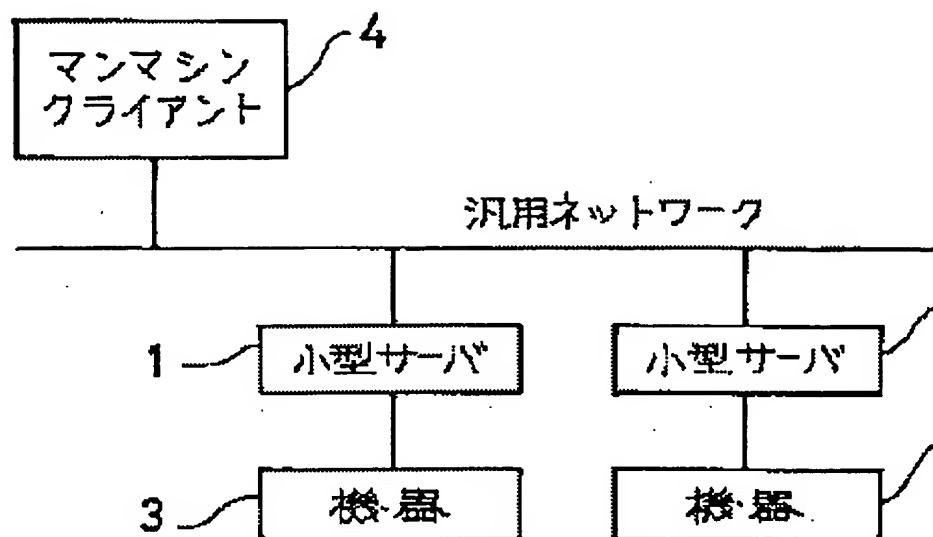 マンマシン
クライアント
4
汎用ネットワーク
1
小型サーバ
小型サーバ
3
機器
機器